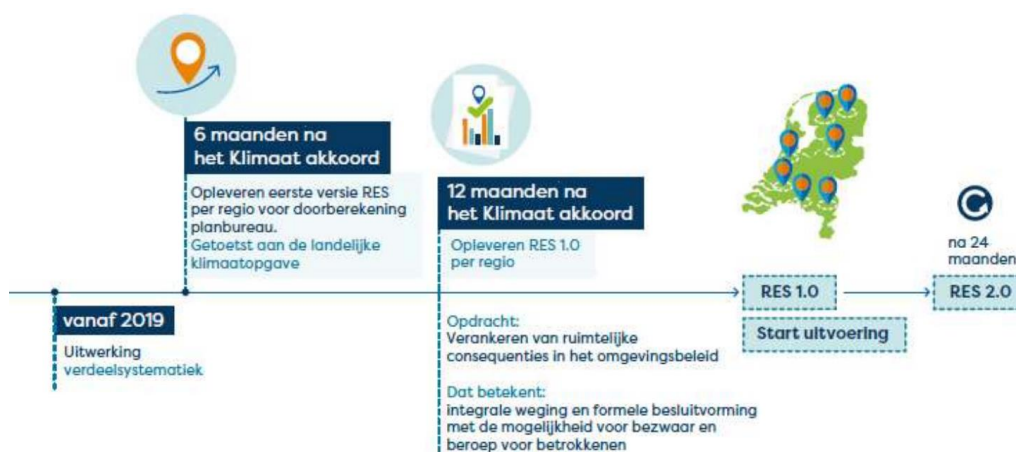 6 maanden na
het Klimaat akkoord
Opleveren eerste versie RES
per regio voor doorberekening
planbureau.
Getoetst aan de landelijke
klimaatopgave
12 maanden na
het Klimaat akkoord
Opleveren RES 1.0
per regio
na 24
maanden
RES 1.0
RES 2.0
Start uitvoering
vanaf 2019
Uitwerking
verdeelsystematiek
Opdracht:
Verankeren van ruimtelijke
consequenties in het omgevingsbeleid
Dat betekent:
integrale weging en formele besluitvorming
met de mogelijkheid voor bezwaar en
beroep voor betrokkenen